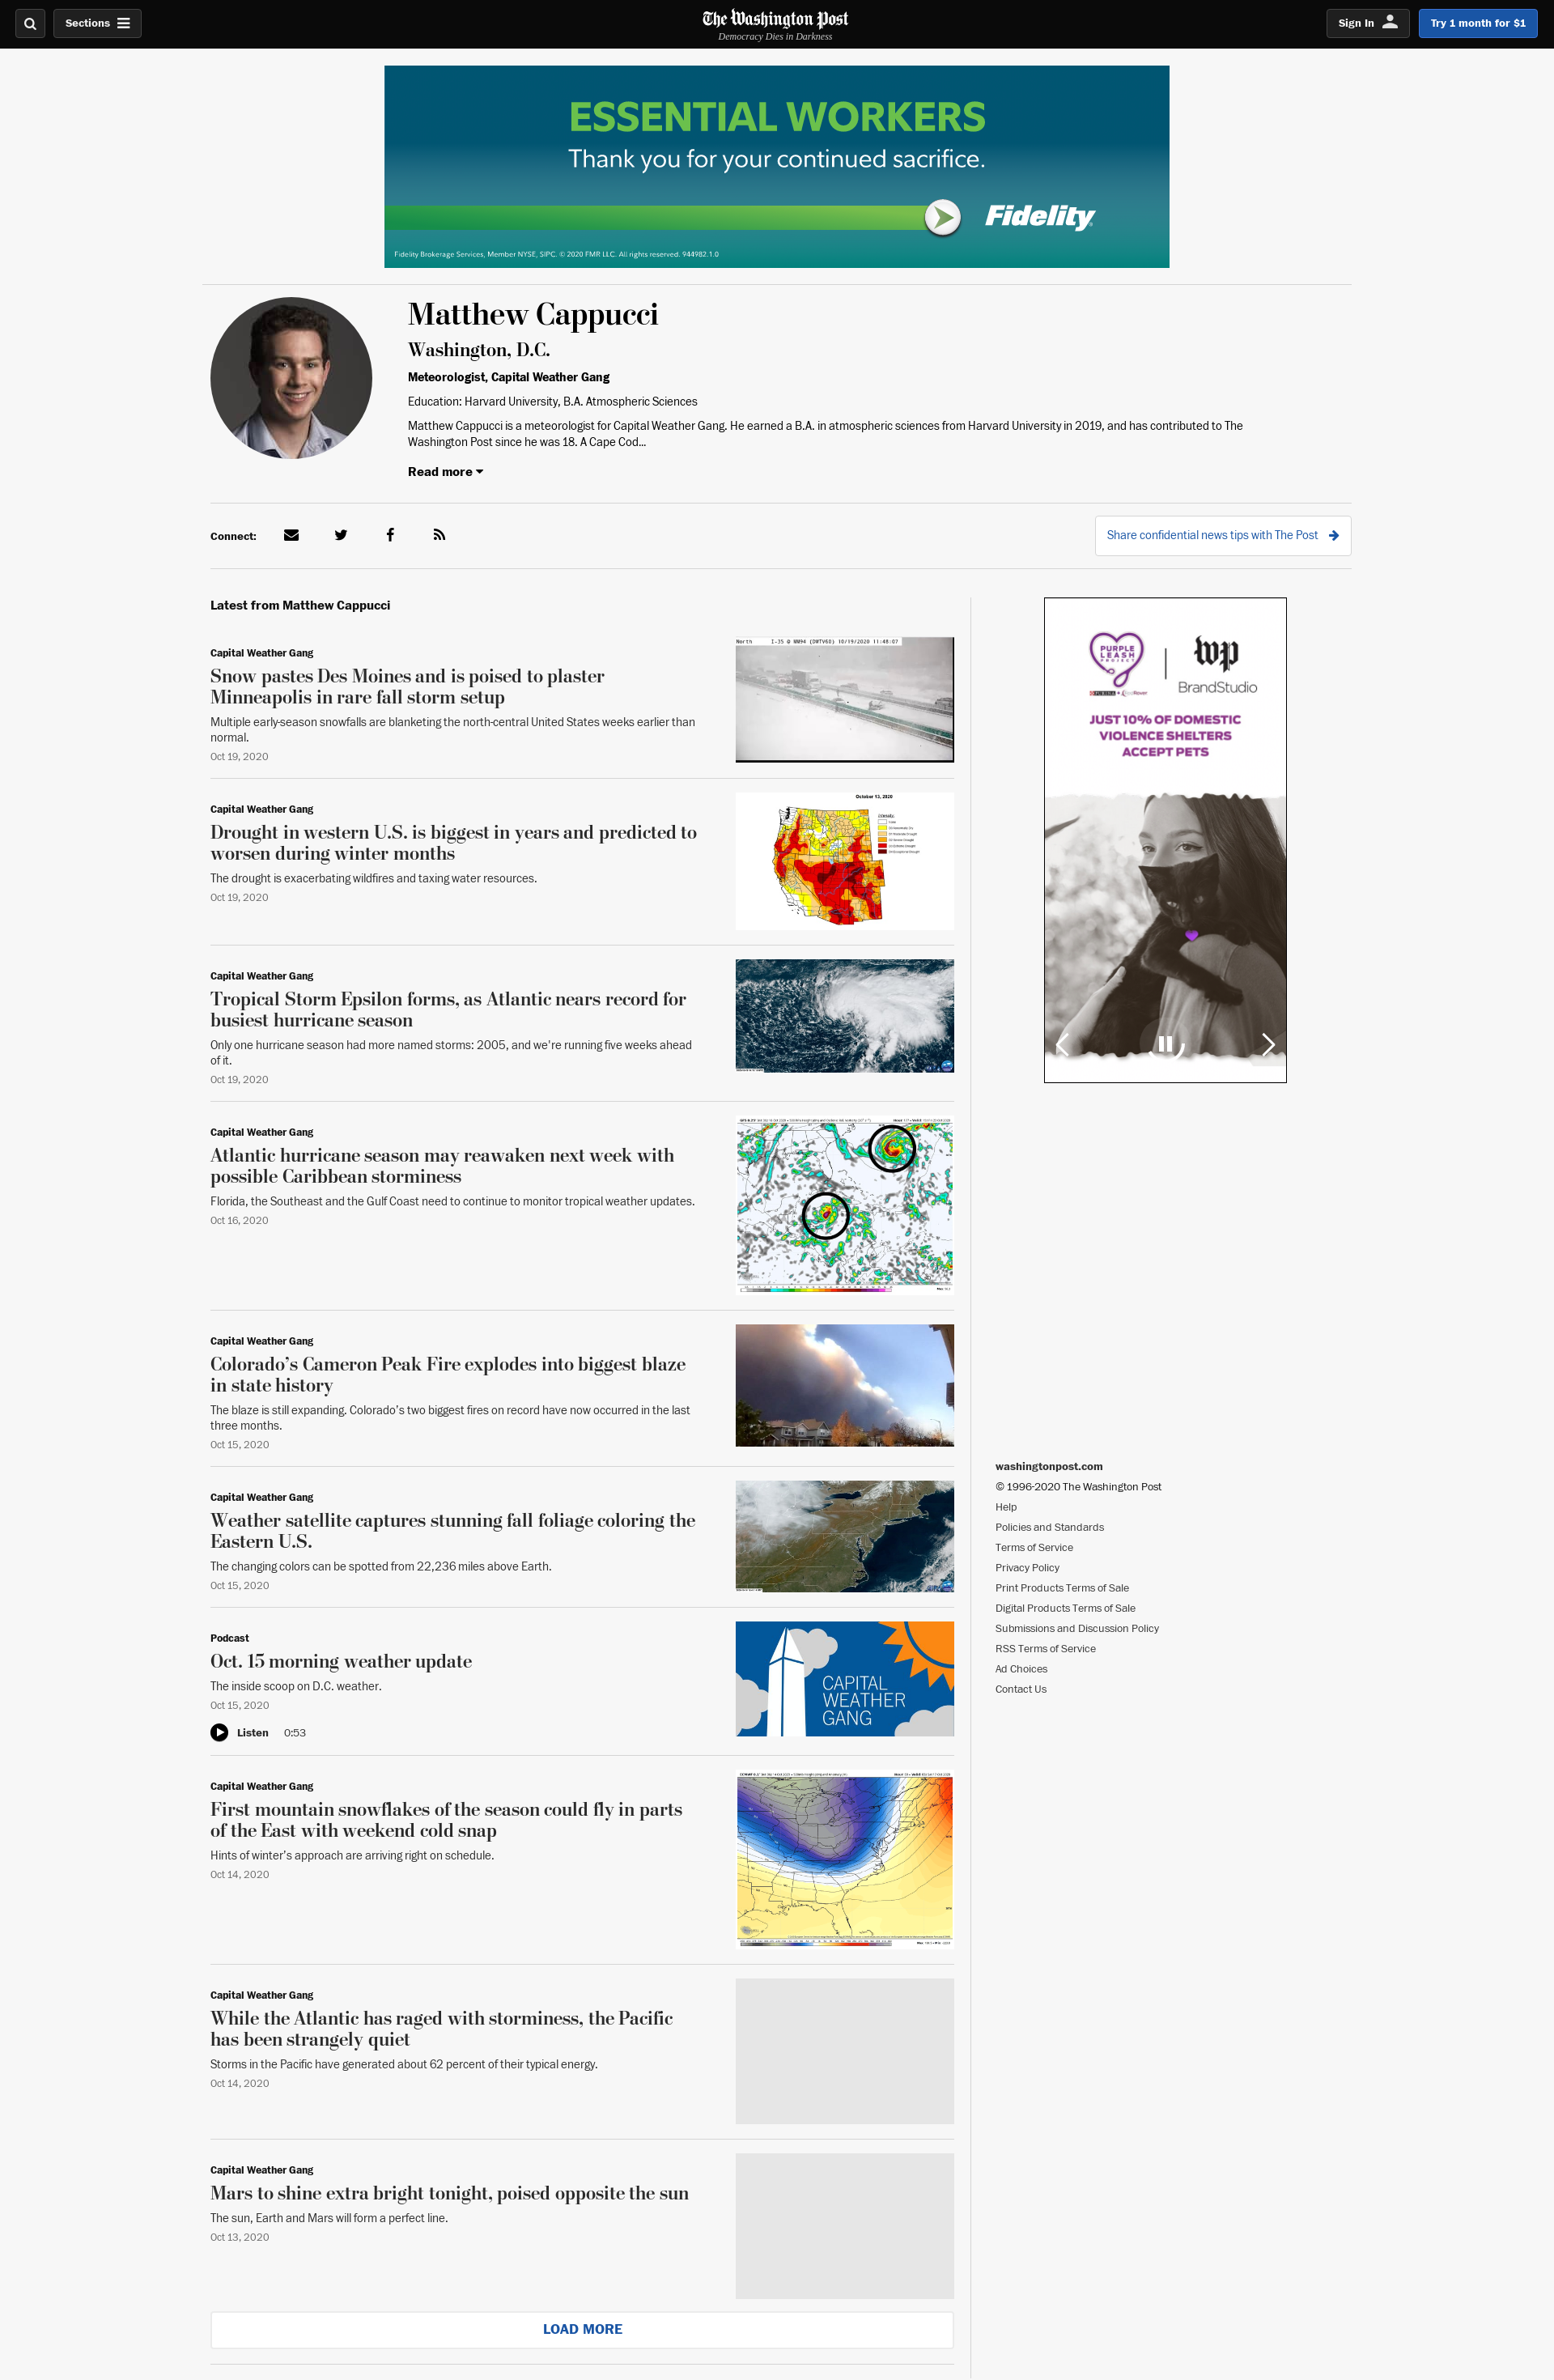 Sections
The Washington Post
Democracy Dies in Darkness
Sign In
Try 1 month for $1
ESSENTIAL WORKERS
Thank you for your continued sacrifice.
Fidelity
Fidelity Brokerage Services, Member NYSE, SIPC. © 2020 FMR LLC. All rights reserved. 944982.1.0
Matthew Cappucci
Washington, D.C.
Meteorologist, Capital Weather Gang
Education: Harvard University, B.A. Atmospheric Sciences
Matthew Cappucci is a meteorologist for Capital Weather Gang. He earned a B.A. in atmospheric sciences from Harvard University in 2019, and has contributed to The
Washington Post since he was 18. A Cape Cod...
Read more
Connect:
Share confidential news tips with The Post
Latest from Matthew Cappucci
Capital Weather Gang
Snow pastes Des Moines and is poised to plaster
Minneapolis in rare fall storm setup
Multiple early-season snowfalls are blanketing the north-central United States weeks earlier than
normal.
Oct 19, 2020
North I-35 @ MM94 (DMTV60) 10/19/2020 11:48:07
Capital Weather Gang
Drought in western U.S. is biggest in years and predicted to
worsen during winter months
The drought is exacerbating wildfires and taxing water resources.
Oct 19, 2020
October 13, 2020
Capital Weather Gang
Tropical Storm Epsilon forms, as Atlantic nears record for
busiest hurricane season
Only one hurricane season had more named storms: 2005, and we're running five weeks ahead
of it.
Oct 19, 2020
Capital Weather Gang
Atlantic hurricane season may reawaken next week with
possible Caribbean storminess
Florida, the Southeast and the Gulf Coast need to continue to monitor tropical weather updates.
Oct 16, 2020
Capital Weather Gang
Colorado’s Cameron Peak Fire explodes into biggest blaze
in state history
The blaze is still expanding. Colorado’s two biggest fires on record have now occurred in the last
three months.
Oct 15, 2020
Capital Weather Gang
Weather satellite captures stunning fall foliage coloring the
Eastern U.S.
The changing colors can be spotted from 22,236 miles above Earth.
Oct 15, 2020
Podcast
Oct. 15 morning weather update
The inside scoop on D.C. weather.
Oct 15, 2020
Listen 0:53
CAPITAL
WEATHER
GANG
Capital Weather Gang
First mountain snowflakes of the season could fly in parts
of the East with weekend cold snap
Hints of winter’s approach are arriving right on schedule.
Oct 14, 2020
Capital Weather Gang
While the Atlantic has raged with storminess, the Pacific
has been strangely quiet
Storms in the Pacific have generated about 62 percent of their typical energy.
Oct 14, 2020
Capital Weather Gang
Mars to shine extra bright tonight, poised opposite the sun
The sun, Earth and Mars will form a perfect line.
Oct 13, 2020
LOAD MORE
PURPLE
LEASH
PROJECT
PURINA
wp
BrandStudio
JUST 10% OF DOMESTIC
VIOLENCE SHELTERS
ACCEPT PETS
washingtonpost.com
© 1996-2020 The Washington Post
Help
Policies and Standards
Terms of Service
Privacy Policy
Print Products Terms of Sale
Digital Products Terms of Sale
Submissions and Discussion Policy
RSS Terms of Service
Ad Choices
Contact Us